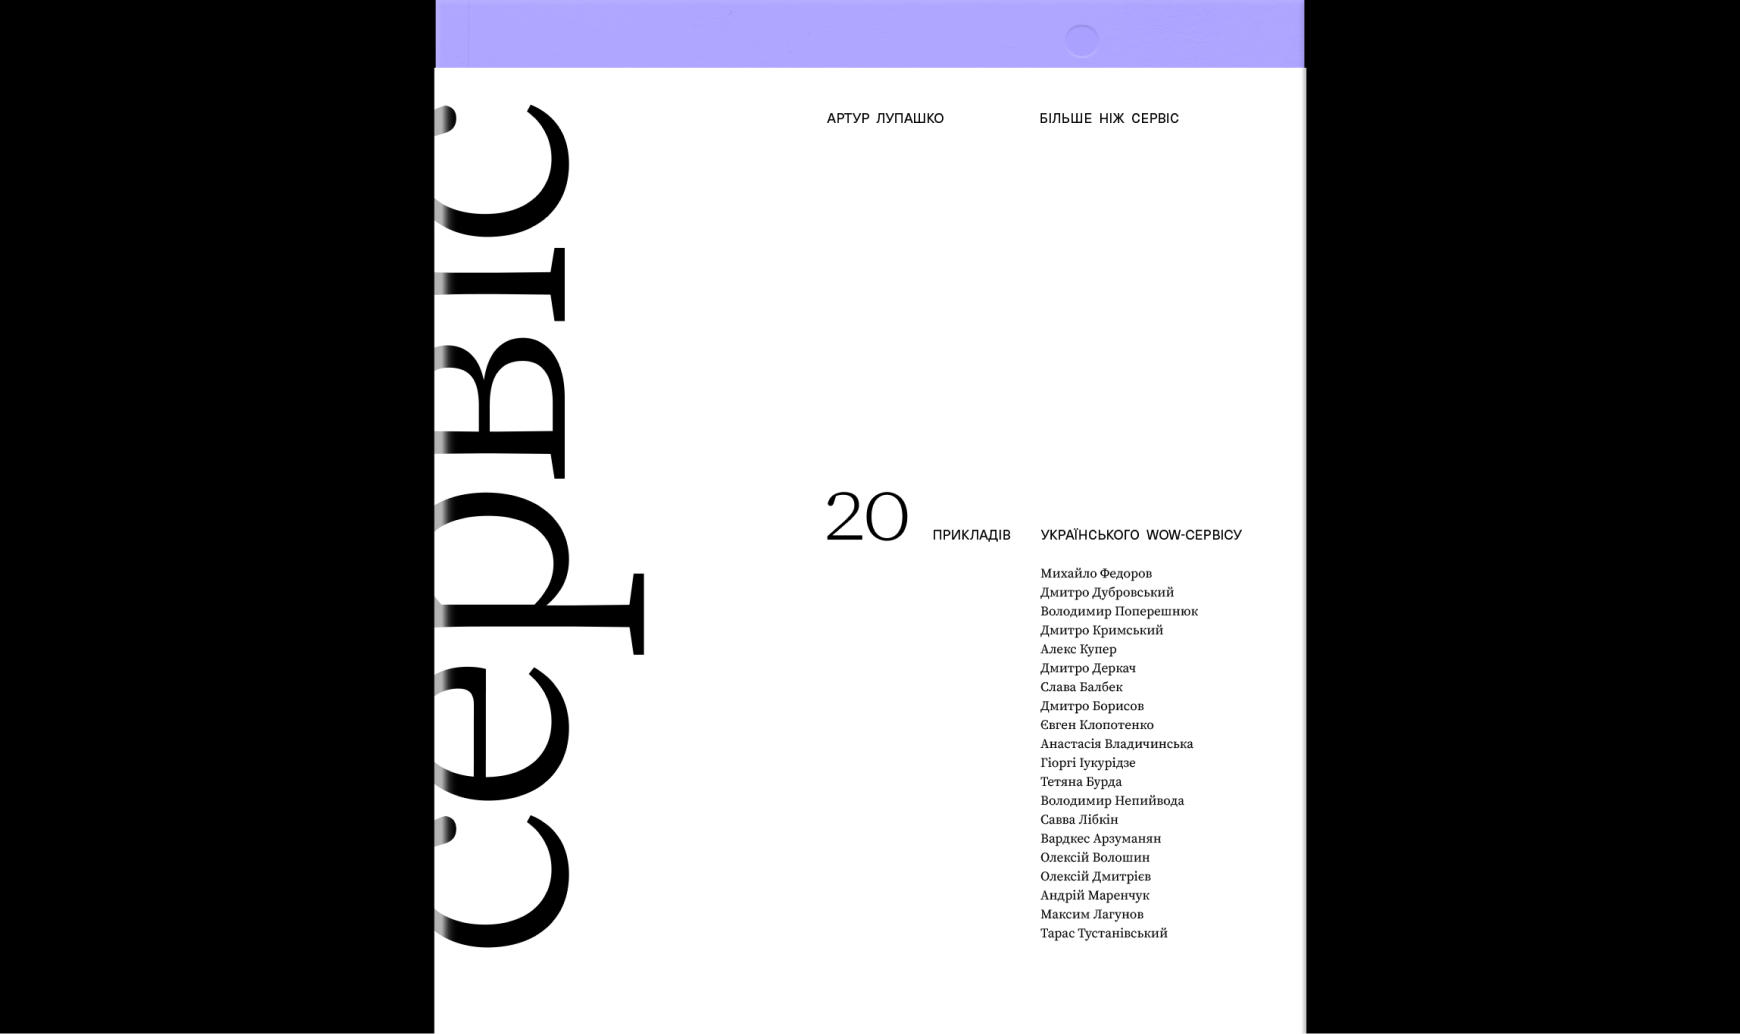 сервіс
АРТУР ЛУПАШКО
БІЛЬШЕ НІЖ СЕРВІС
20 ПРИКЛАДІВ УКРАЇНСЬКОГО WOW-СЕРВІСУ
Михайло Федоров
Дмитро Дубровський
Володимир Поперешнюк
Дмитро Кримський
Алекс Купер
Дмитро Деркач
Слава Балбек
Дмитро Борисов
Євген Клопотенко
Анастасія Владичинська
Гіоргі Іукурідзе
Тетяна Бурда
Володимир Непийвода
Савва Лібкін
Вардкес Арзуманян
Олексій Волошин
Олексій Дмитрієв
Андрій Маренчук
Максим Лагунов
Тарас Тустанівський